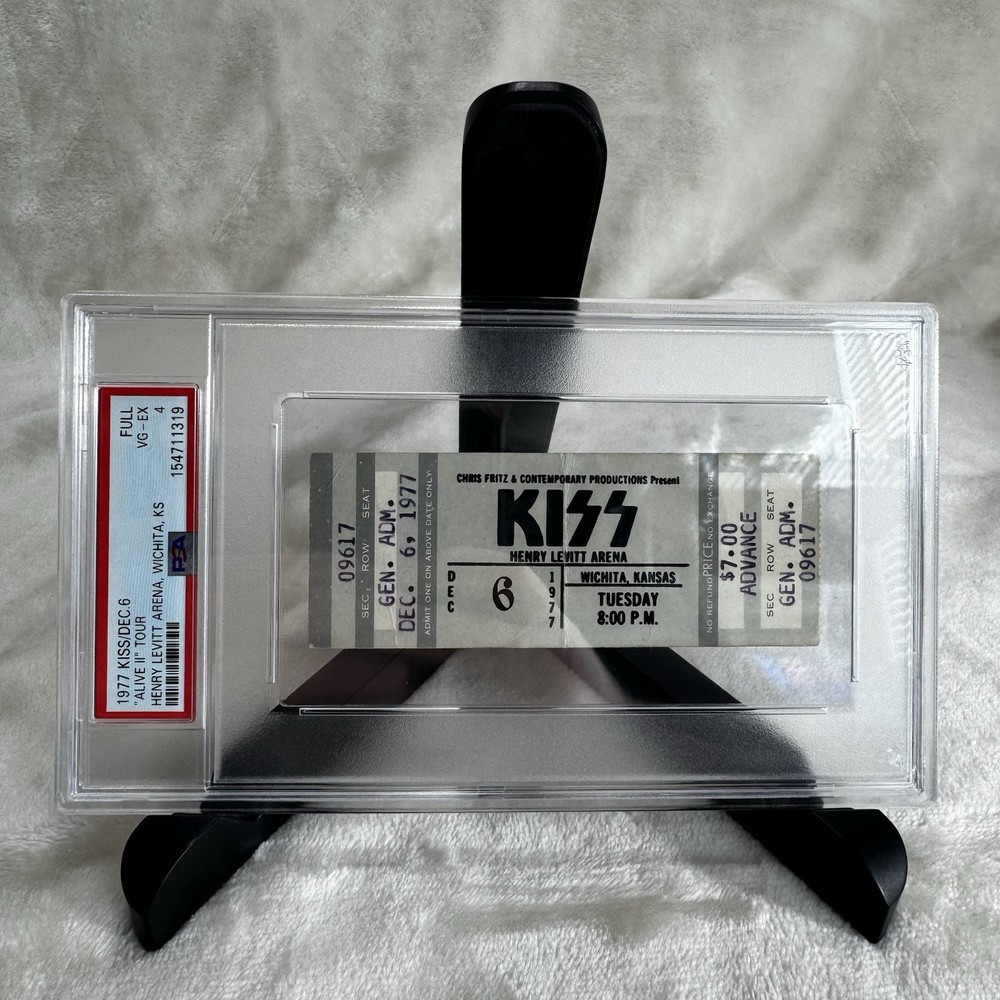 1977 KISS/DEC.6
"ALIVE II" TOUR
HENRY LEVITT ARENA, WICHITA, KS
FULL
VG-EX
4
154711319
PSA
09617
SEC. ROW SEAT
GEN. ADM.
DEC. 6, 1977
ADMIT ONE ON ABOVE DATE ONLY
CHRIS FRITZ & CONTEMPORARY PRODUCTIONS Present
KISS
HENRY LEVITT ARENA
DEC 6 1977
WICHITA, KANSAS
TUESDAY
8:00 P.M.
NO REFUND PRICE NO EXCHANGE
$7.00
ADVANCE
SEC ROW SEAT
GEN. ADM.
09617